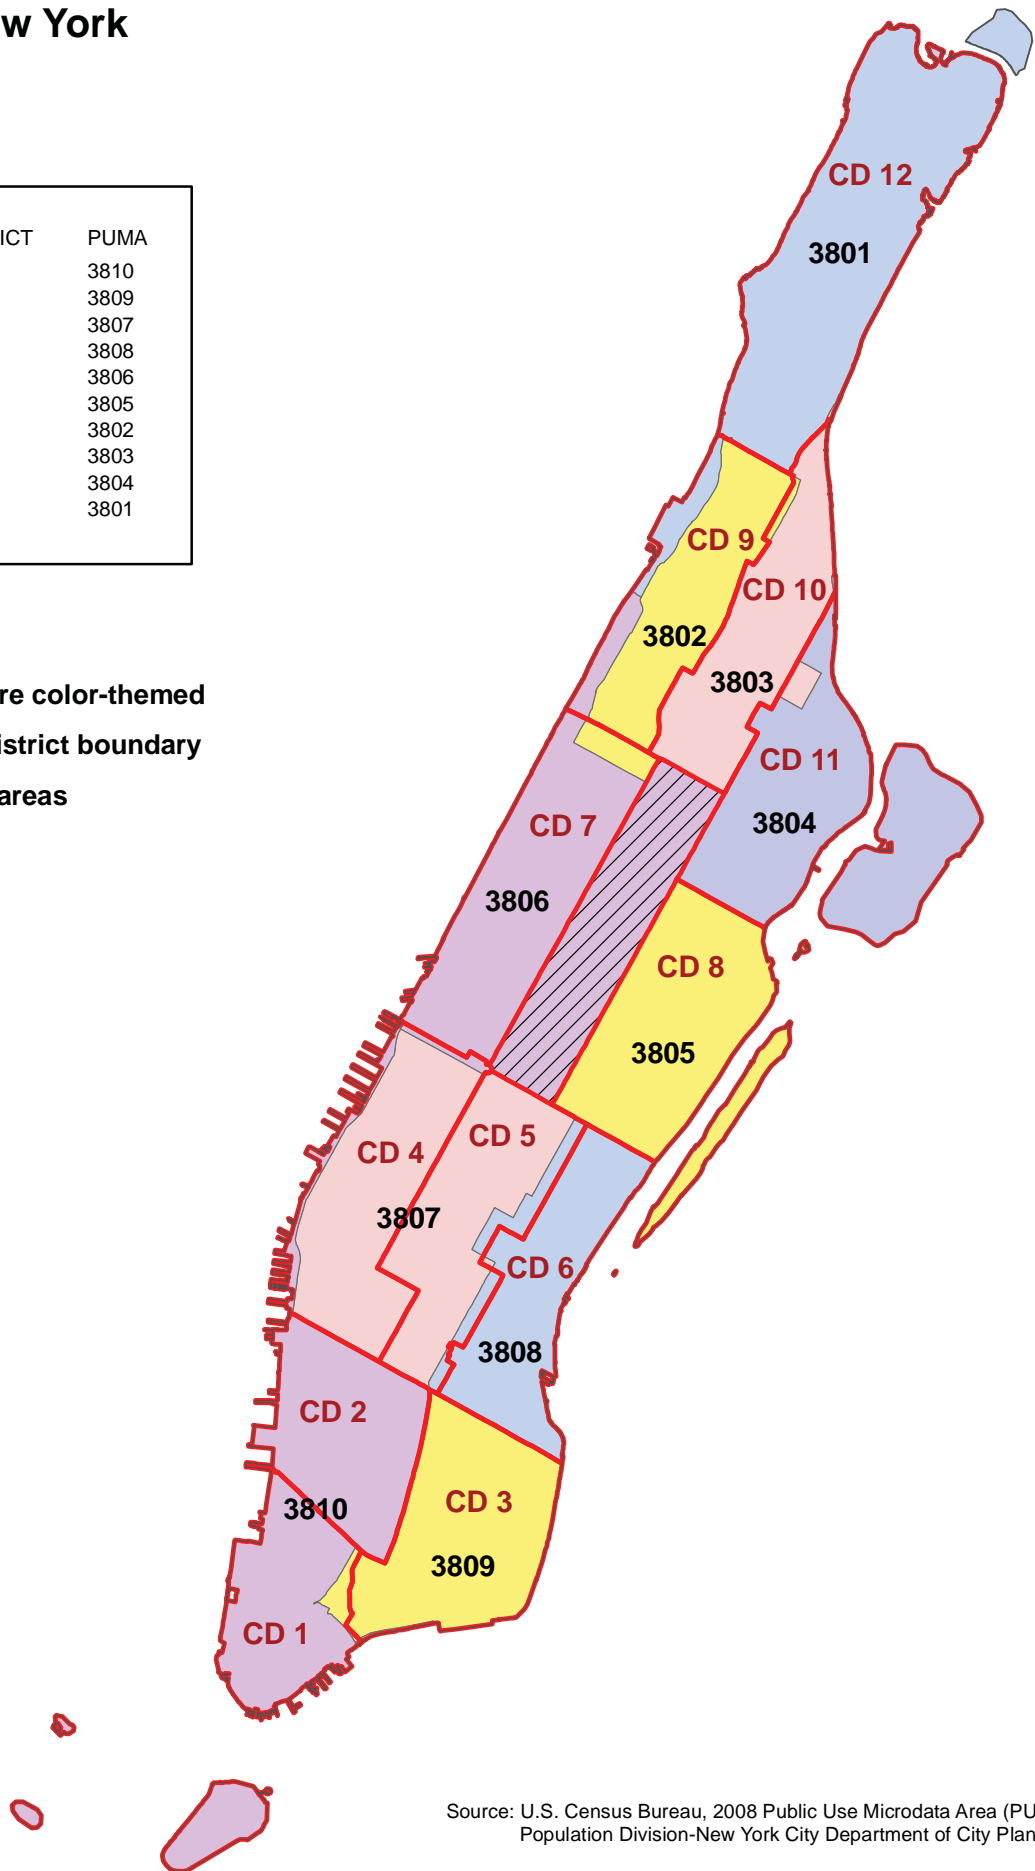 w York
ICT PUMA
3810
3809
3807
3808
3806
3805
3802
3803
3804
3801
re color-themed
istrict boundary
areas
CD 12
3801
CD 9
CD 10
3802
3803
CD 11
3804
CD 7
3806
CD 8
3805
CD 5
CD 4
3807
CD 6
3808
CD 2
CD 3
3810
3809
CD 1
Source: U.S. Census Bureau, 2008 Public Use Microdata Area (PU
Population Division-New York City Department of City Plan